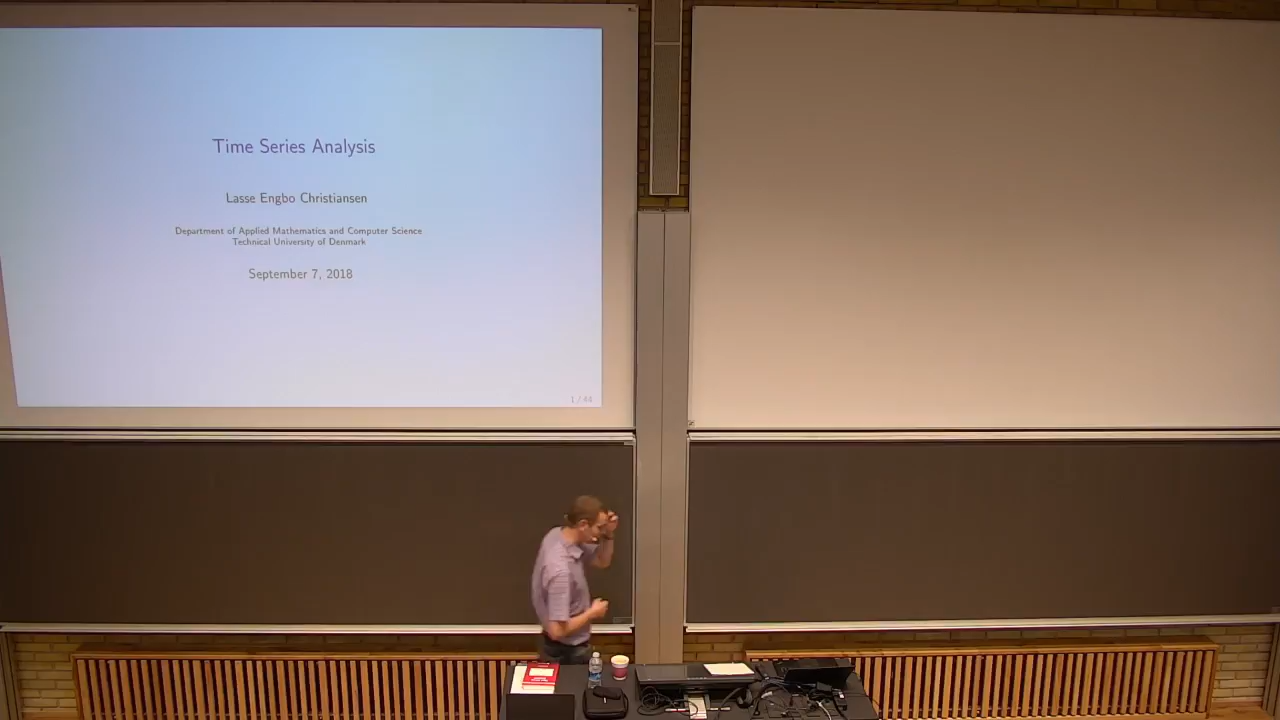 Time Series Analysis
Lasse Engbo Christiansen
Department of Applied Mathematics and Computer Science
Technical University of Denmark
September 7, 2018
1 / 44